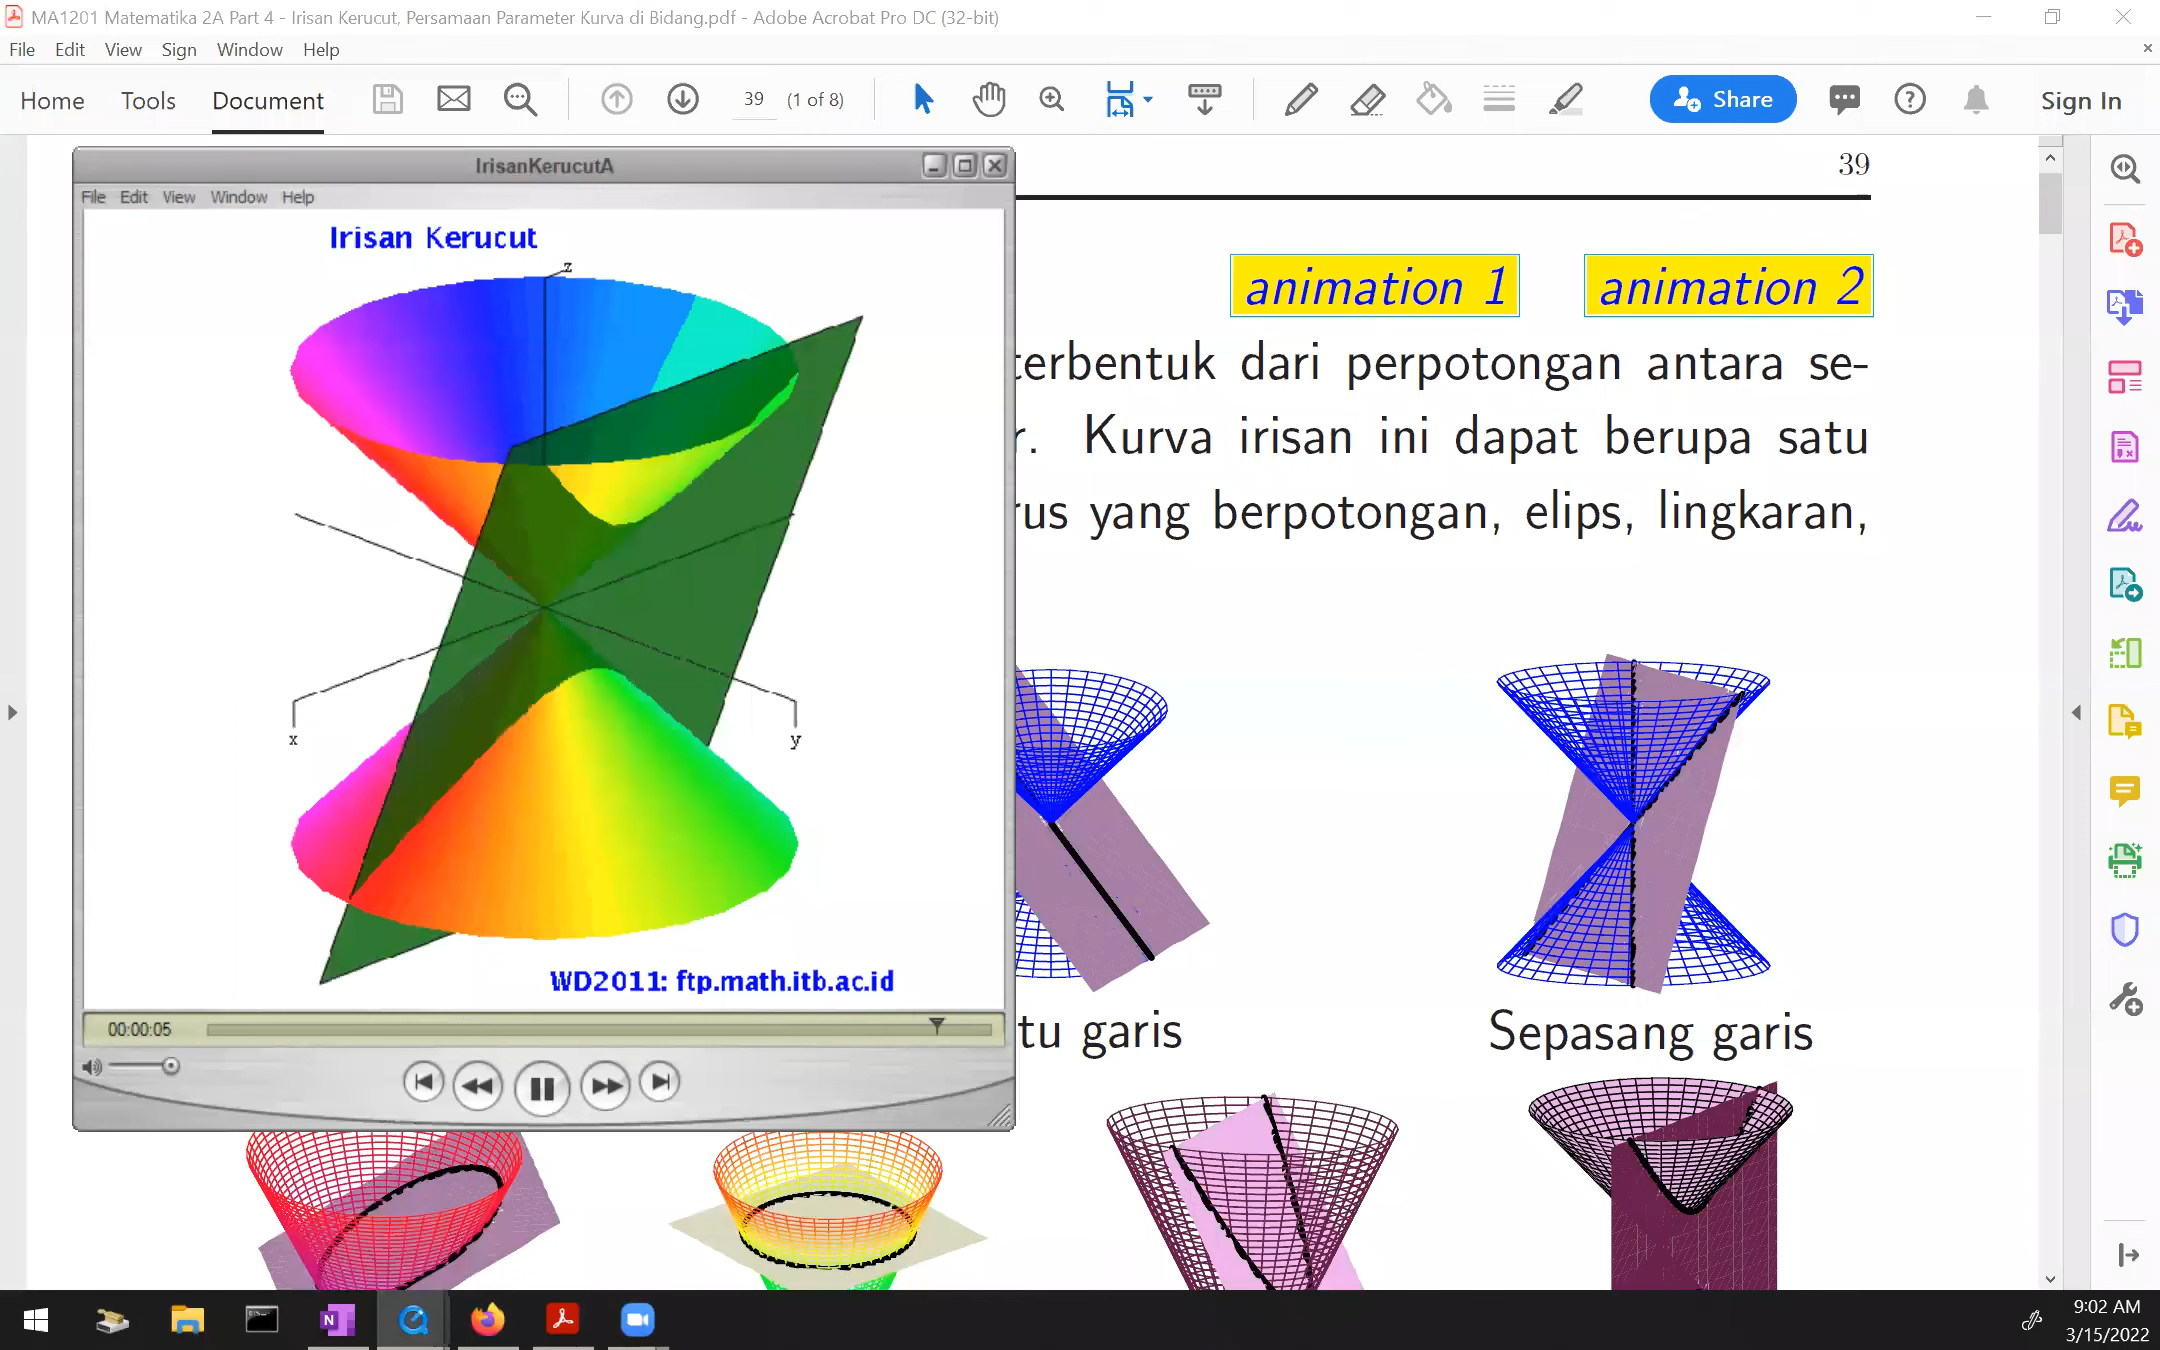 MA1201 Matematika 2A Part 4 - Irisan Kerucut, Persamaan Parameter Kurva di Bidang.pdf - Adobe Acrobat Pro DC (32-bit)
File Edit View Sign Window Help
Home Tools Document 39 (1 of 8) Share Sign In
39
IrisanKerucutA
File Edit View Window Help
Irisan Kerucut
z
x
y
WD2011: ftp.math.itb.ac.id
00:00:05
animation 1 animation 2
terbentuk dari perpotongan antara se-
r. Kurva irisan ini dapat berupa satu
rus yang berpotongan, elips, lingkaran,
tu garis
Sepasang garis
9:02 AM
3/15/2022